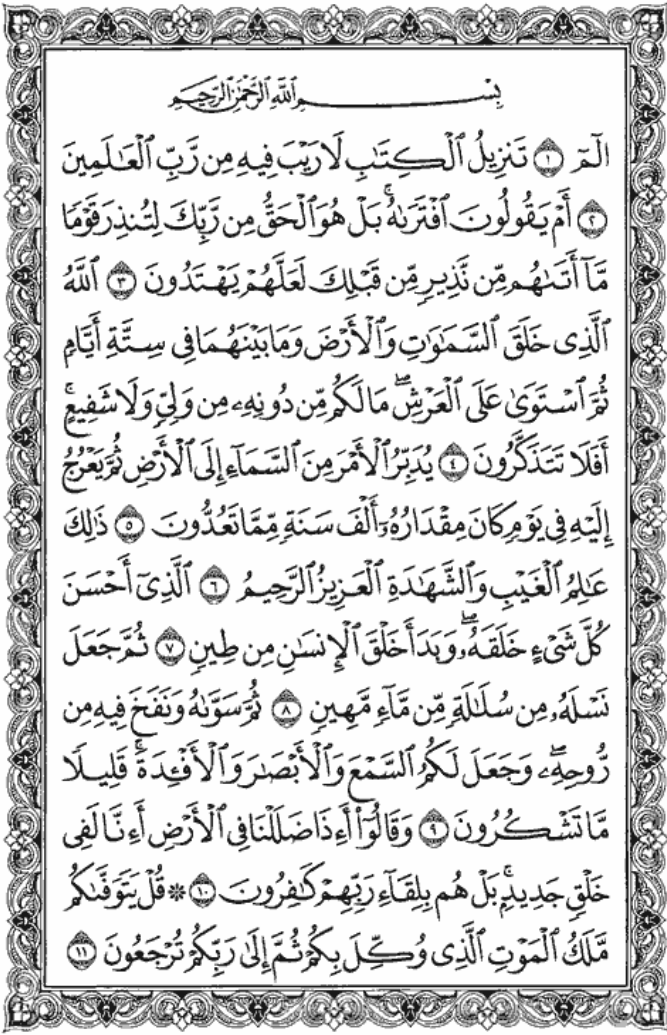 بِسْمِ ٱللَّهِ ٱلرَّحْمَٰنِ ٱلرَّحِيمِ
الٓمٓ ١ تَنزِيلُ ٱلْكِتَٰبِ لَا رَيْبَ فِيهِ مِن رَّبِّ ٱلْعَٰلَمِينَ
٢ أَمْ يَقُولُونَ ٱفْتَرَىٰهُ ۚ بَلْ هُوَ ٱلْحَقُّ مِن رَّبِّكَ لِتُنذِرَ قَوْمًا
مَّآ أَتَىٰهُم مِّن نَّذِيرٍ مِّن قَبْلِكَ لَعَلَّهُمْ يَهْتَدُونَ ٣ ٱللَّهُ
ٱلَّذِى خَلَقَ ٱلسَّمَٰوَٰتِ وَٱلْأَرْضَ وَمَا بَيْنَهُمَا فِى سِتَّةِ أَيَّامٍ
ثُمَّ ٱسْتَوَىٰ عَلَى ٱلْعَرْشِ ۖ مَا لَكُم مِّن دُونِهِۦ مِن وَلِىٍّ وَلَا شَفِيعٍ ۚ
أَفَلَا تَتَذَكَّرُونَ ٤ يُدَبِّرُ ٱلْأَمْرَ مِنَ ٱلسَّمَآءِ إِلَى ٱلْأَرْضِ ثُمَّ يَعْرُجُ
إِلَيْهِ فِى يَوْمٍ كَانَ مِقْدَارُهُۥٓ أَلْفَ سَنَةٍ مِّمَّا تَعُدُّونَ ٥ ذَٰلِكَ
عَٰلِمُ ٱلْغَيْبِ وَٱلشَّهَٰدَةِ ٱلْعَزِيزُ ٱلرَّحِيمُ ٦ ٱلَّذِىٓ أَحْسَنَ
كُلَّ شَىْءٍ خَلَقَهُۥ ۖ وَبَدَأَ خَلْقَ ٱلْإِنسَٰنِ مِن طِينٍ ٧ ثُمَّ جَعَلَ
نَسْلَهُۥ مِن سُلَٰلَةٍ مِّن مَّآءٍ مَّهِينٍ ٨ ثُمَّ سَوَّىٰهُ وَنَفَخَ فِيهِ مِن
رُّوحِهِۦ ۖ وَجَعَلَ لَكُمُ ٱلسَّمْعَ وَٱلْأَبْصَٰرَ وَٱلْأَفْـِٔدَةَ ۚ قَلِيلًا
مَّا تَشْكُرُونَ ٩ وَقَالُوٓا۟ أَءِذَا ضَلَلْنَا فِى ٱلْأَرْضِ أَءِنَّا لَفِى
خَلْقٍ جَدِيدٍۭ ۚ بَلْ هُم بِلِقَآءِ رَبِّهِمْ كَٰفِرُونَ ١٠ ۞ قُلْ يَتَوَفَّىٰكُم
مَّلَكُ ٱلْمَوْتِ ٱلَّذِى وُكِّلَ بِكُمْ ثُمَّ إِلَىٰ رَبِّكُمْ تُرْجَعُونَ ١١